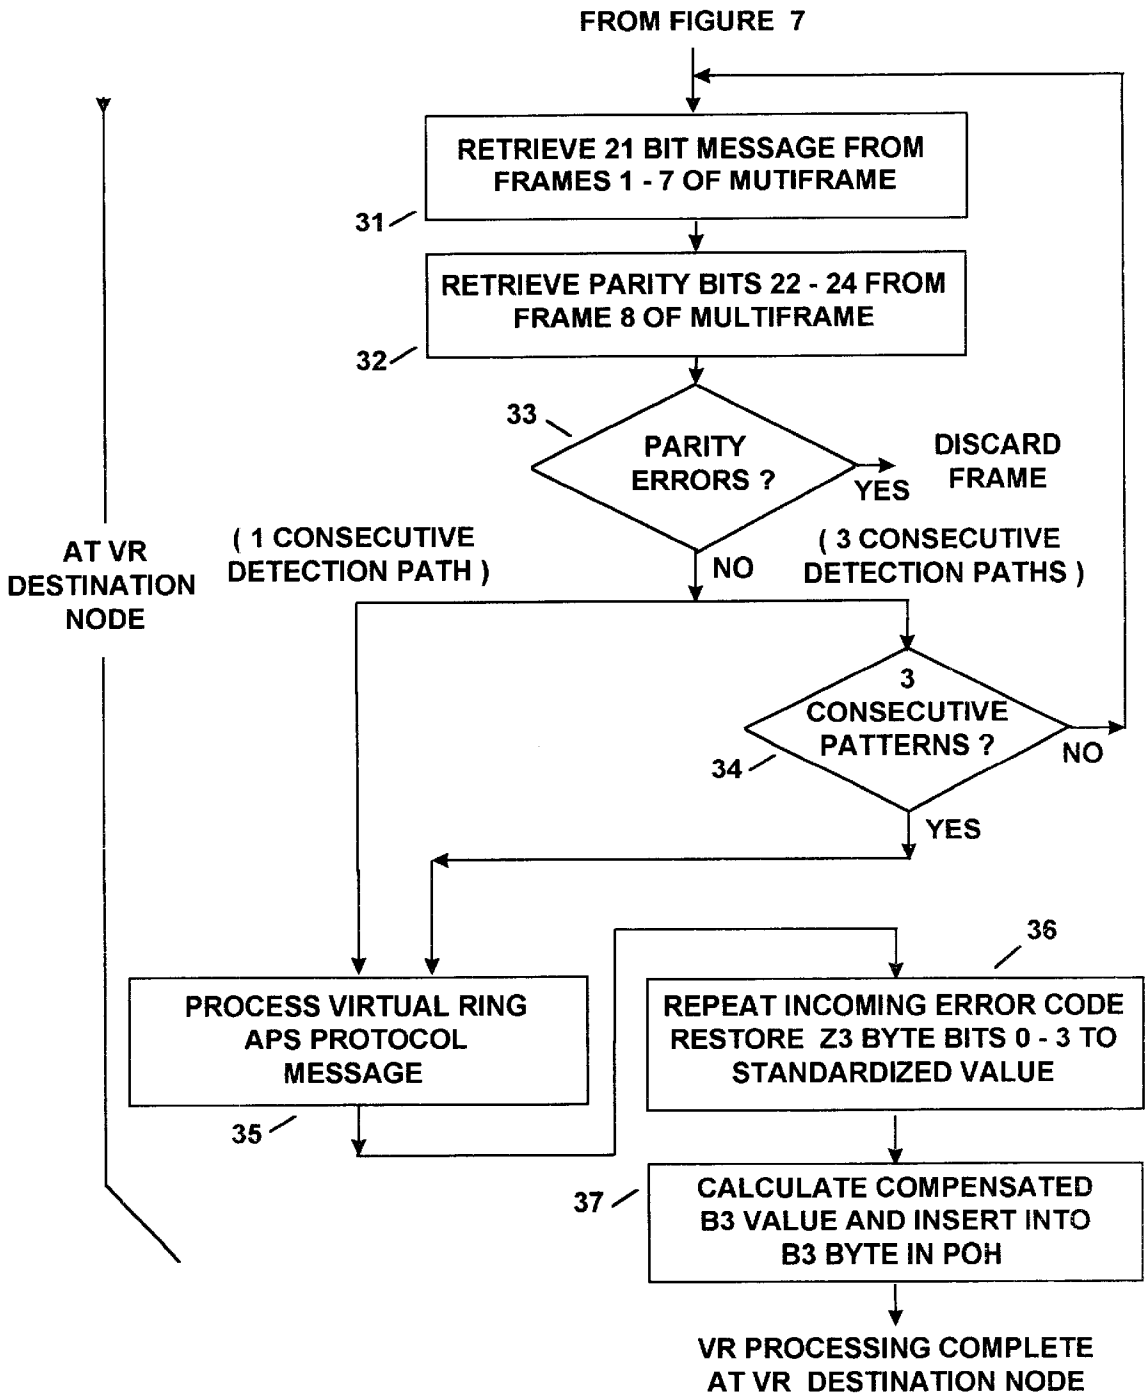 FROM FIGURE 7
RETRIEVE 21 BIT MESSAGE FROM
FRAMES 1 - 7 OF MUTIFRAME
31
RETRIEVE PARITY BITS 22 - 24 FROM
FRAME 8 OF MULTIFRAME
32
33
PARITY
ERRORS ?
YES
DISCARD
FRAME
AT VR
DESTINATION
NODE
( 1 CONSECUTIVE
DETECTION PATH )
NO
( 3 CONSECUTIVE
DETECTION PATHS )
3
CONSECUTIVE
PATTERNS ?
34
NO
YES
PROCESS VIRTUAL RING
APS PROTOCOL
MESSAGE
35
36
REPEAT INCOMING ERROR CODE
RESTORE Z3 BYTE BITS 0 - 3 TO
STANDARDIZED VALUE
37
CALCULATE COMPENSATED
B3 VALUE AND INSERT INTO
B3 BYTE IN POH
VR PROCESSING COMPLETE
AT VR DESTINATION NODE